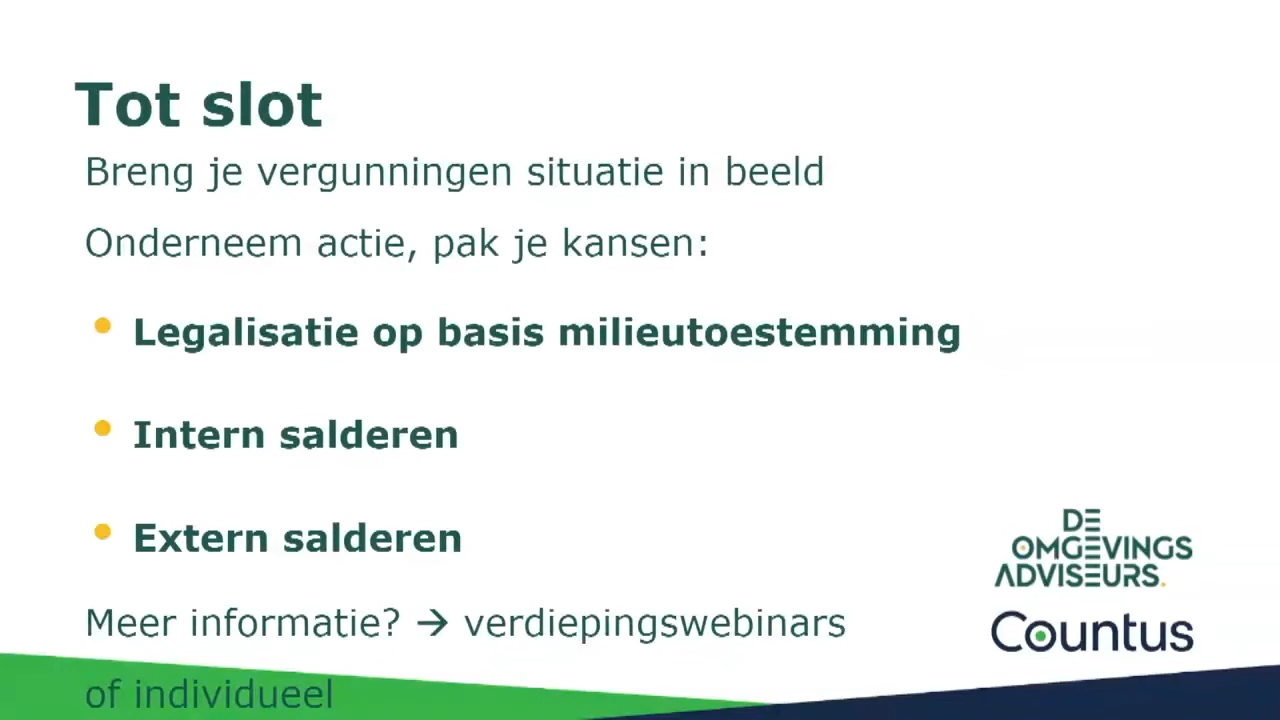 Tot slot
Breng je vergunningen situatie in beeld
Onderneem actie, pak je kansen:
• Legalisatie op basis milieutoestemming
• Intern salderen
• Extern salderen
Meer informatie? → verdiepingswebinars
of individueel
DE
OMGEVINGS
ADVISEURS.
Countus